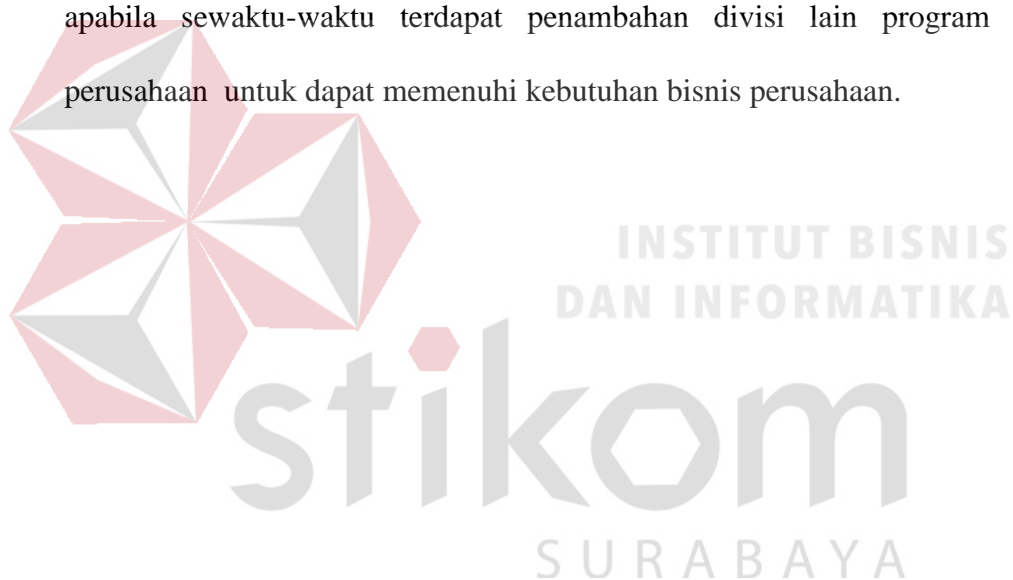 apabila sewaktu-waktu terdapat penambahan divisi lain program
perusahaan untuk dapat memenuhi kebutuhan bisnis perusahaan.
INSTITUT BISNIS
DAN INFORMATIKA
stikom
SURABAYA